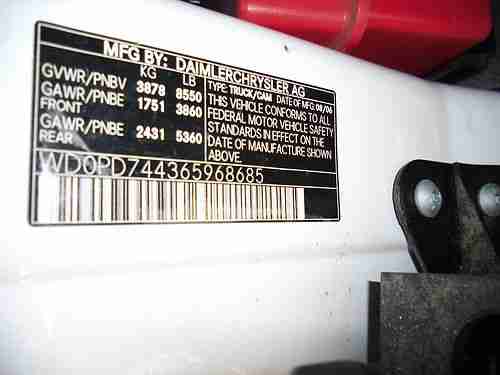 MFG BY: DAIMLERCHRYSLER AG
KG LB
GVWR/PNBV 3878 8550
GAWR/PNBE 1751 3860
FRONT
GAWR/PNBE 2431 5360
REAR
TYPE: TRUCK/CAM DATE OF MFG: 08/06
THIS VEHICLE CONFORMS TO ALL
FEDERAL MOTOR VEHICLE SAFETY
STANDARDS IN EFFECT ON THE
DATE OF MANUFACTURE SHOWN
ABOVE.
WD0PD744365968685